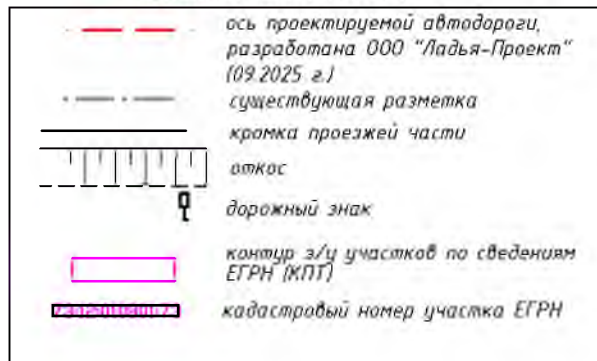 ось проектируемой автодороги,
разработана ООО "Ладья-Проект"
(09.2025 г.)
существующая разметка
кромка проезжей части
откос
дорожный знак
контур з/у участков по сведениям
ЕГРН (КПТ)
кадастровый номер участка ЕГРН